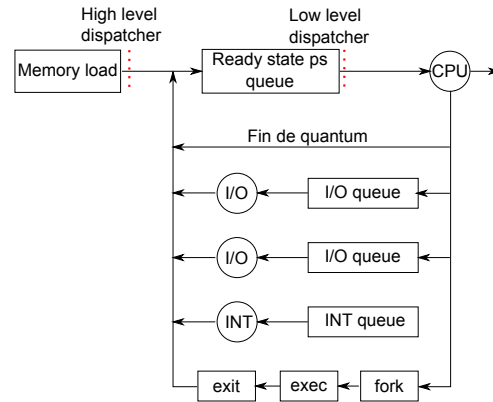 High level
dispatcher
Low level
dispatcher
Memory load
Ready state ps
queue
CPU
Fin de quantum
I/O
I/O queue
I/O
I/O queue
INT
INT queue
exit
exec
fork